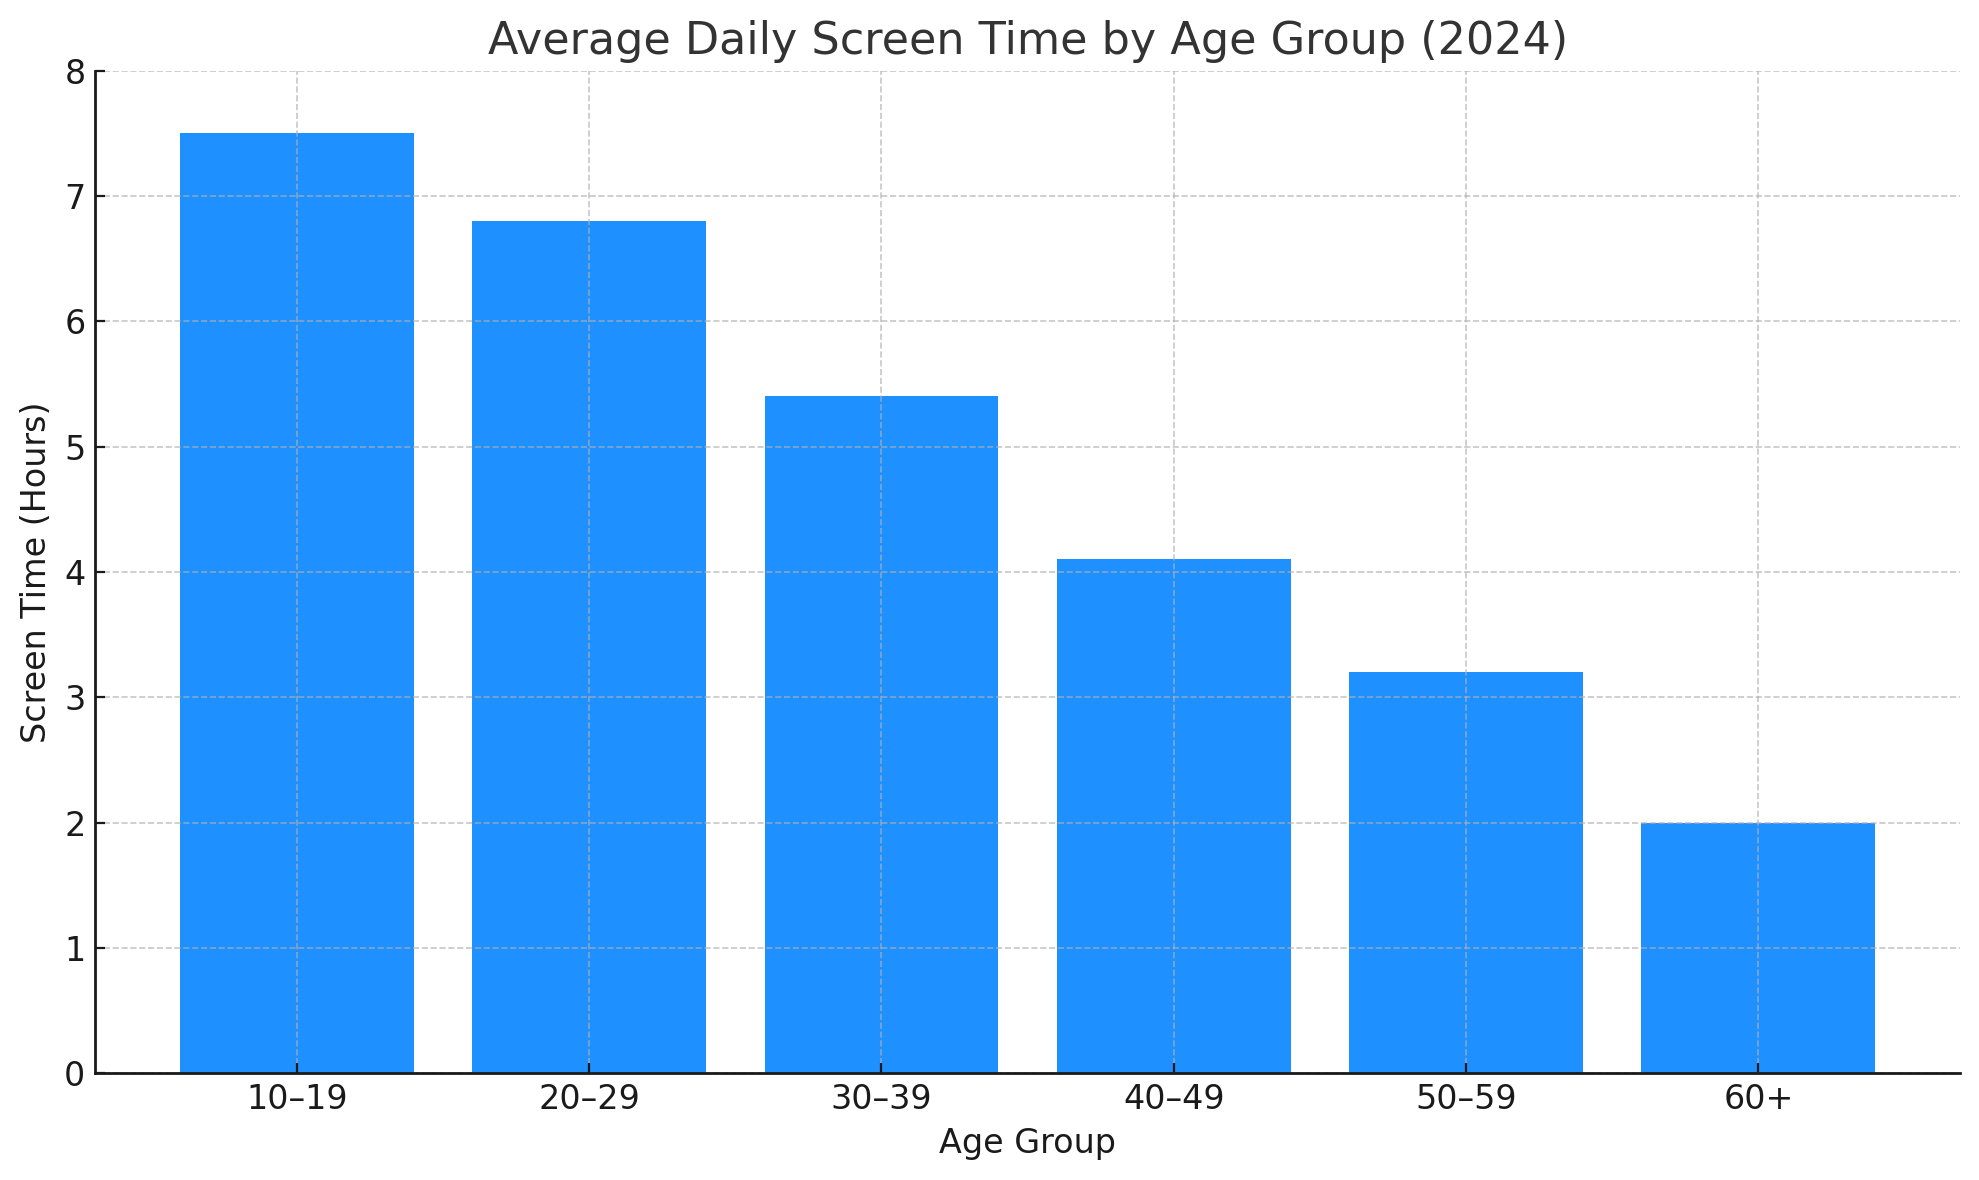 Average Daily Screen Time by Age Group (2024)
8
7
6
5
4
3
2
1
0
Screen Time (Hours)
10–19 20–29 30–39 40–49 50–59 60+
Age Group